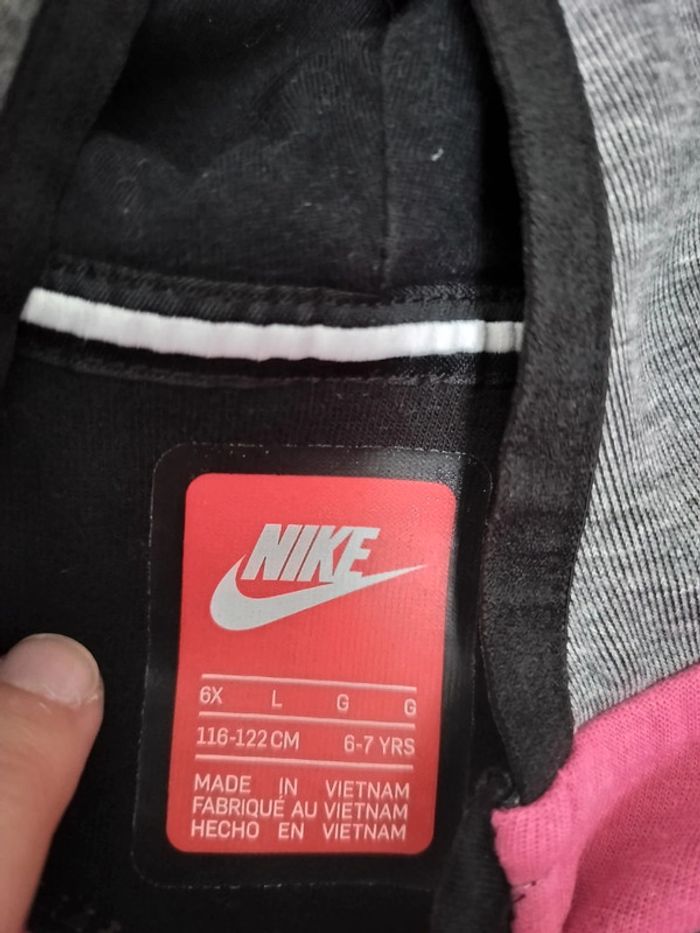 NIKE
6X L G G
116-122 CM 6-7 YRS
MADE IN VIETNAM
FABRIQUÉ AU VIETNAM
HECHO EN VIETNAM